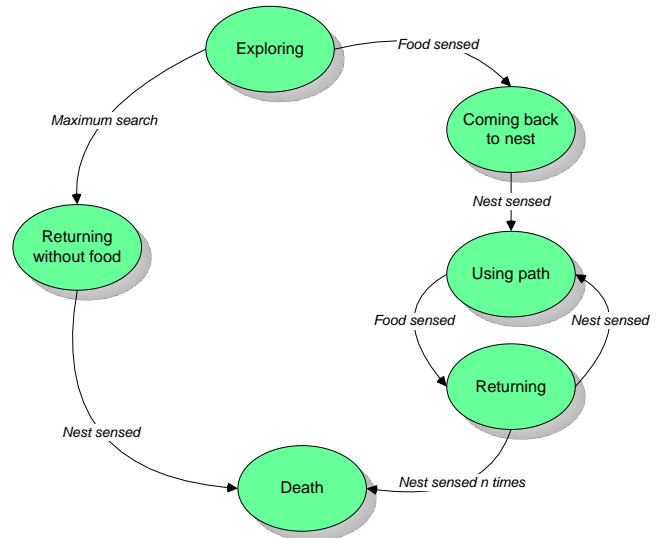 Exploring
Food sensed
Maximum search
Coming back
to nest
Nest sensed
Returning
without food
Using path
Food sensed
Nest sensed
Returning
Nest sensed
Nest sensed n times
Death